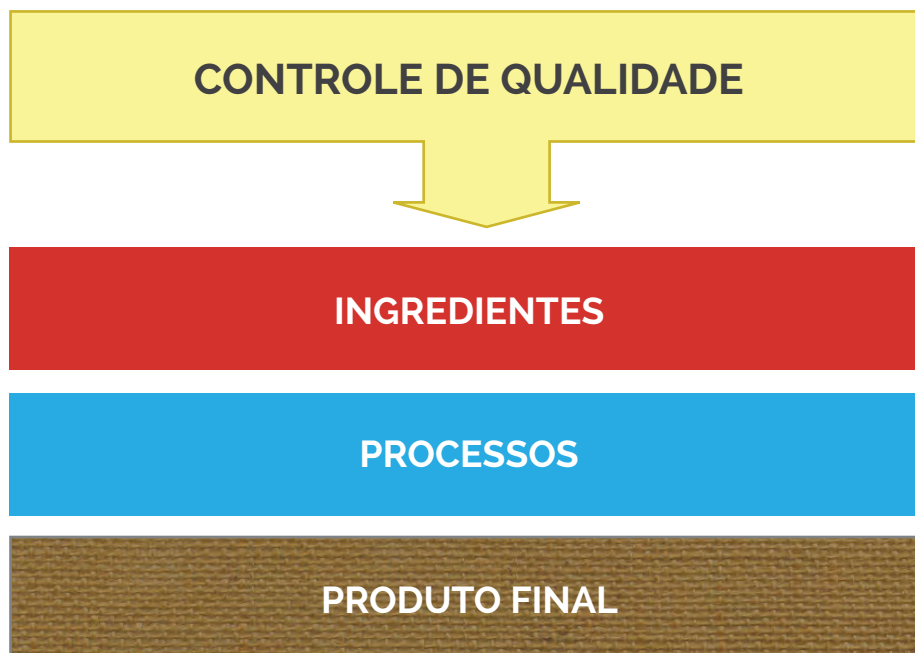 CONTROLE DE QUALIDADE
INGREDIENTES
PROCESSOS
PRODUTO FINAL